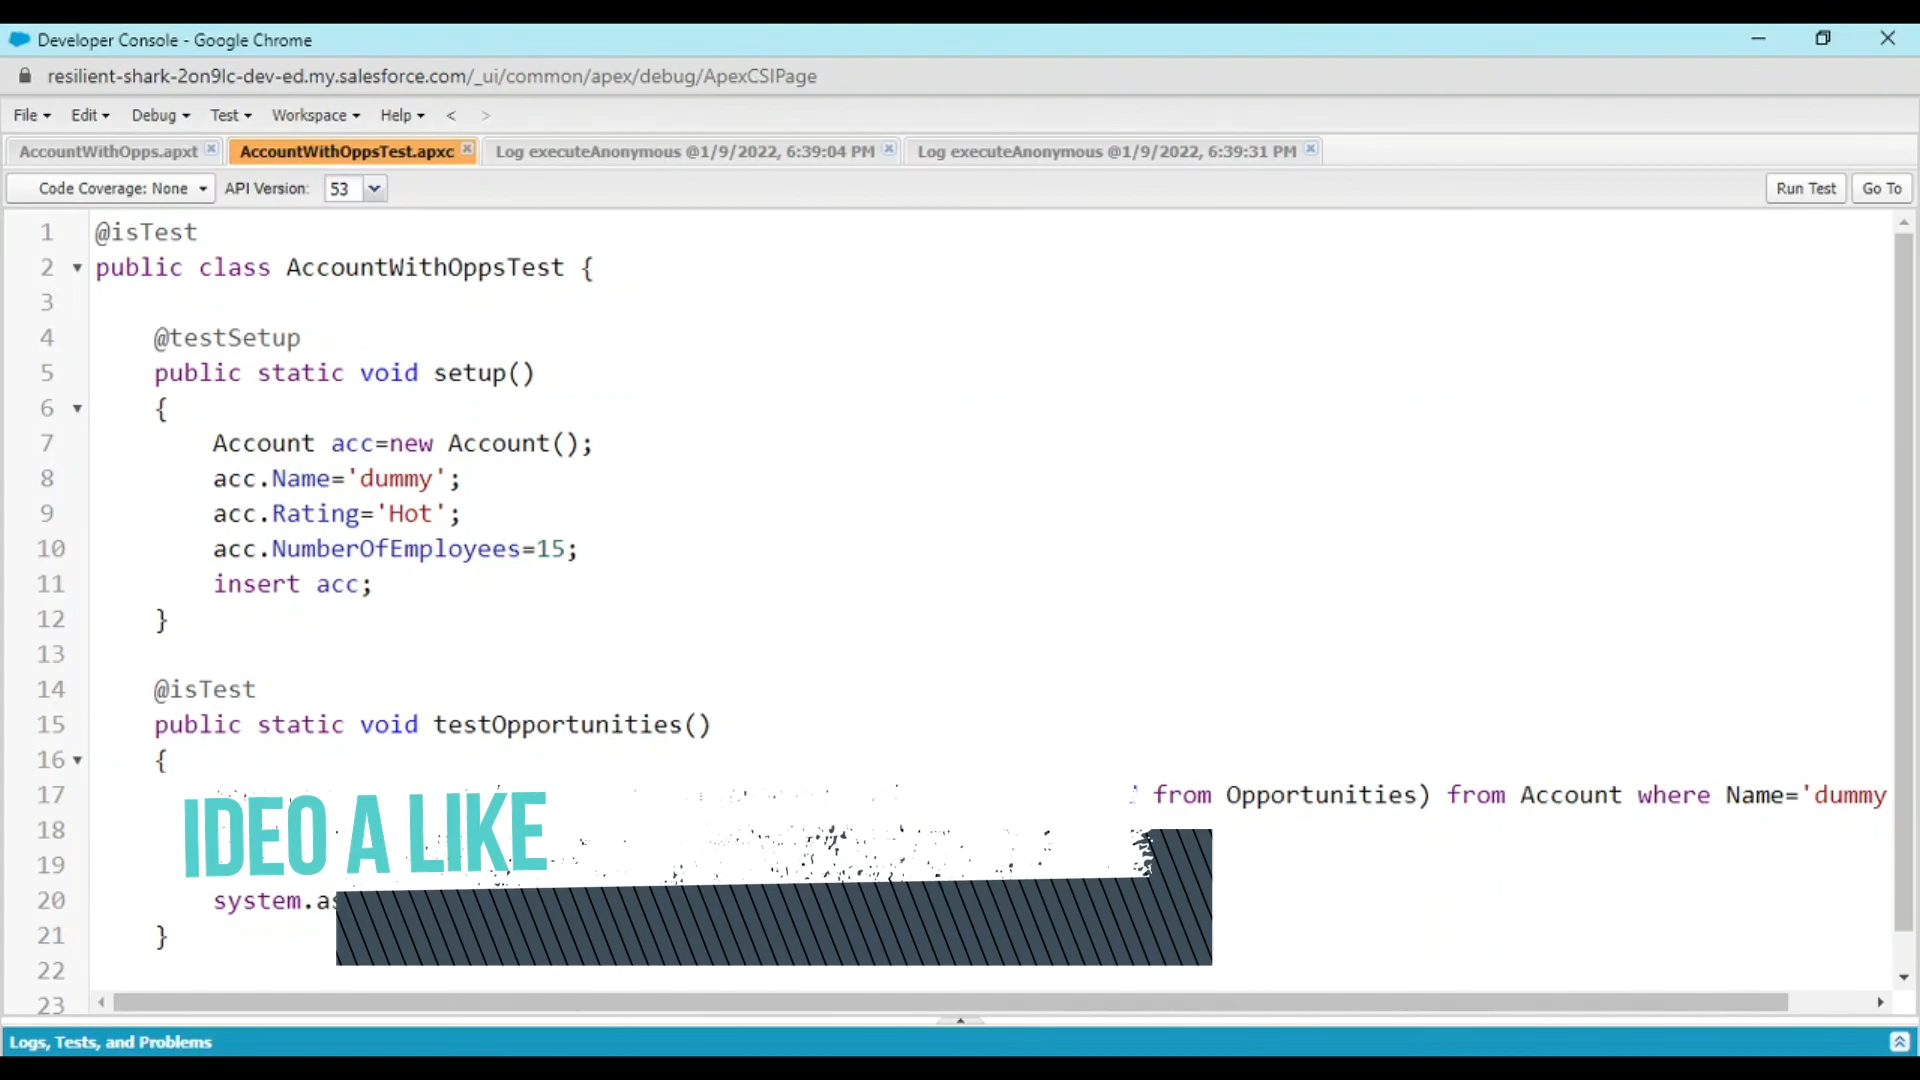 Developer Console - Google Chrome
resilient-shark-2on9lc-dev-ed.my.salesforce.com/_ui/common/apex/debug/ApexCSIPage
File Edit Debug Test Workspace Help < >
AccountWithOpps.apxt AccountWithOppsTest.apxc Log executeAnonymous @1/9/2022, 6:39:04 PM Log executeAnonymous @1/9/2022, 6:39:31 PM
Code Coverage: None API Version: 53 Run Test Go To
1 @isTest
2 public class AccountWithOppsTest {
3
4 @testSetup
5 public static void setup()
6 {
7 Account acc=new Account();
8 acc.Name='dummy';
9 acc.Rating='Hot';
10 acc.NumberOfEmployees=15;
11 insert acc;
12 }
13
14 @isTest
15 public static void testOpportunities()
16 {
17 from Opportunities) from Account where Name='dummy
IDEO A LIKE
18
19
20 system.as
21 }
22
23
Logs, Tests, and Problems